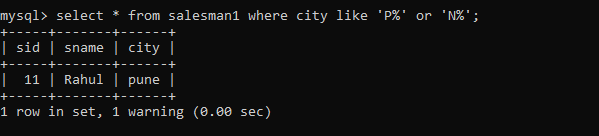 mysql> select * from salesman1 where city like 'P%' or 'N%';
+-----+-------+------+
| sid | sname | city |
+-----+-------+------+
|  11 | Rahul | pune |
+-----+-------+------+
1 row in set, 1 warning (0.00 sec)